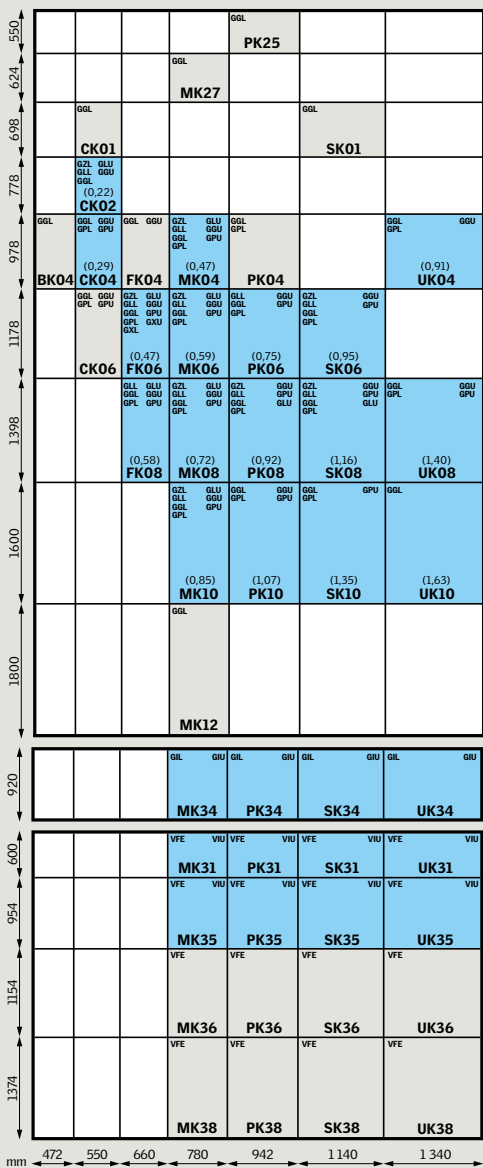 550
GGL
PK25
624
GGL
MK27
698
GGL
CK01
GGL
SK01
778
GZL GLU
GLL GGU
GGL
(0,22)
CK02
978
GGL
BK04
GGL GGU
GPL GPU
(0,29)
CK04
GGL GGU
FK04
GZL GLU
GLL GGU
GGL GPU
GPL
(0,47)
MK04
GGL
GPL
PK04
GGL GGU
GPL
(0,91)
UK04
1178
GGL GGU
GPL GPU
CK06
GZL GLU
GLL GGU
GGL GPU
GPL GXU
GXL
(0,47)
FK06
GZL GLU
GLL GGU
GGL GPU
GPL
(0,59)
MK06
GLL GGU
GGL GPU
GPL
(0,75)
PK06
GZL GGU
GLL GPU
GGL
GPL
(0,95)
SK06
1398
GLL GLU
GGL GGU
GPL GPU
(0,58)
FK08
GZL GLU
GLL GGU
GGL GPU
GPL
(0,72)
MK08
GZL GGU
GLL GPU
GGL GLU
GPL
(0,92)
PK08
GZL GGU
GLL GPU
GGL GLU
GPL
(1,16)
SK08
GGL GGU
GPL GPU
(1,40)
UK08
1600
GZL GLU
GLL GGU
GGL GPU
GPL
(0,85)
MK10
GGL GGU
GPL GPU
(1,07)
PK10
GGL GPU
GPL
(1,35)
SK10
GGL
(1,63)
UK10
1800
GGL
MK12
920
GIL GIU
MK34
GIL GIU
PK34
GIL GIU
SK34
GIL GIU
UK34
600
VFE VIU
MK31
VFE VIU
PK31
VFE VIU
SK31
VFE VIU
UK31
954
VFE VIU
MK35
VFE VIU
PK35
VFE VIU
SK35
VFE VIU
UK35
1154
VFE
MK36
VFE
PK36
VFE
SK36
VFE
UK36
1374
VFE
MK38
VFE
PK38
VFE
SK38
VFE
UK38
mm 472 550 660 780 942 1140 1340